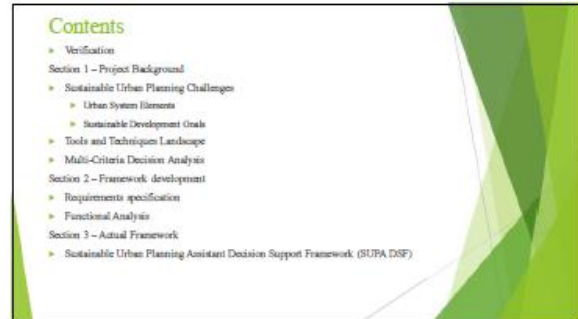 Contents
Verification
Section 1 – Project Background
Sustainable Urban Planning Challenges
Urban System Elements
Sustainable Development Goals
Tools and Techniques Landscape
Multi-Criteria Decision Analysis
Section 2 – Framework development
Requirements specification
Functional Analysis
Section 3 – Actual Framework
Sustainable Urban Planning Assistant Decision Support Framework (SUPA DSF)